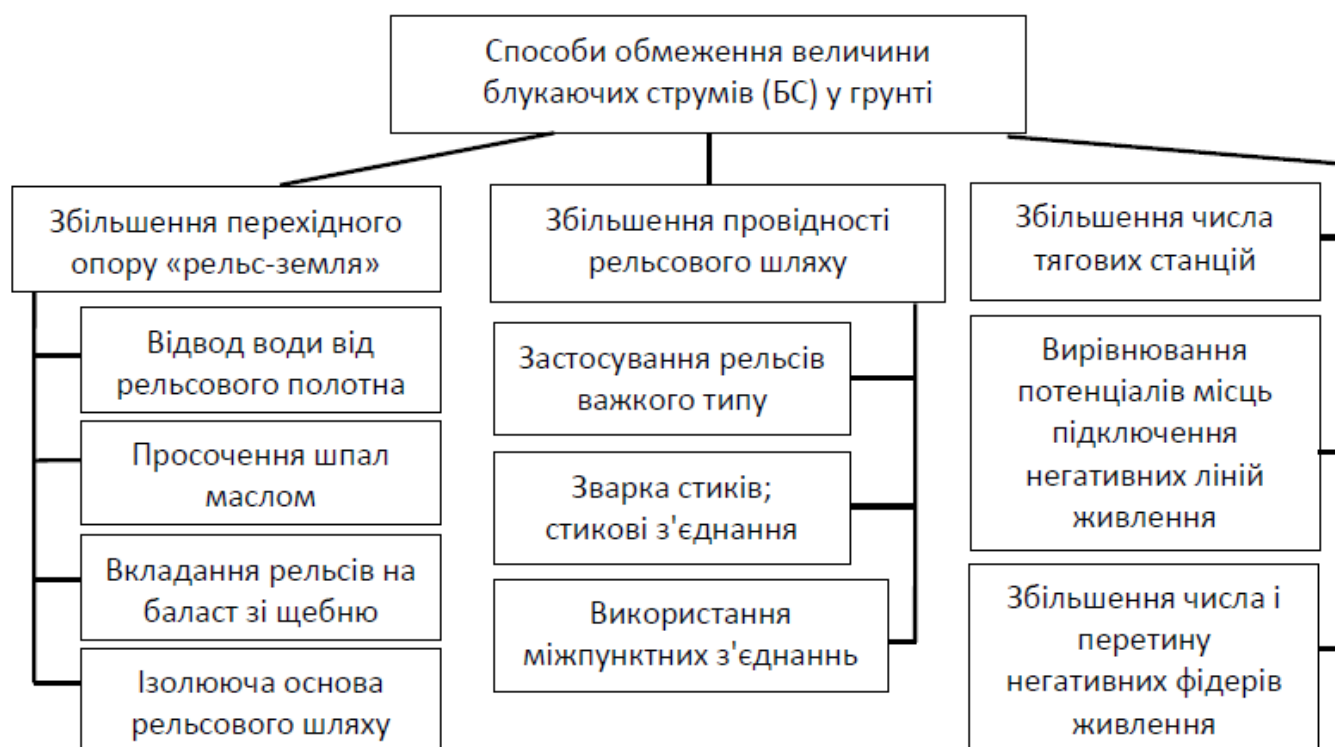 Способи обмеження величини
блукаючих струмів (БС) у грунті
Збільшення перехідного
опору «рельс-земля»
Відвод води від
рельсового полотна
Просочення шпал
маслом
Вкладання рельсів на
баласт зі щебню
Ізолююча основа
рельсового шляху
Збільшення провідності
рельсового шляху
Застосування рельсів
важкого типу
Зварка стиків;
стикові з'єднання
Використання
міжпунктних з'єднаннь
Збільшення числа
тягових станцій
Вирівнювання
потенціалів місць
підключення
негативних ліній
живлення
Збільшення числа і
перетину
негативних фідерів
живлення